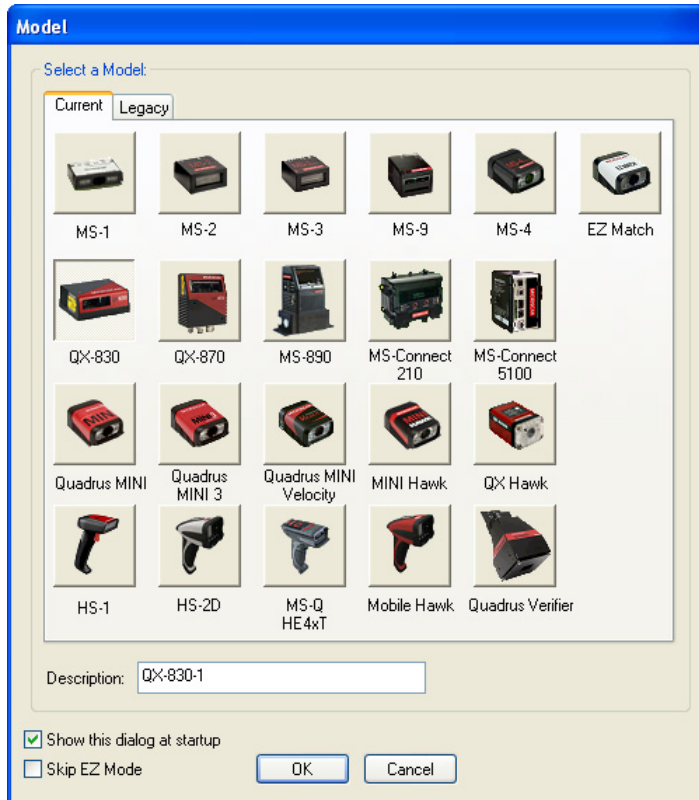 Model
Select a Model:
Current Legacy
MS-1 MS-2 MS-3 MS-9 MS-4 EZ Match
QX-830 QX-870 MS-890 MS-Connect 210 MS-Connect 5100
Quadrus MINI Quadrus MINI 3 Quadrus MINI Velocity MINI Hawk QX Hawk
HS-1 HS-2D MS-Q HE4xT Mobile Hawk Quadrus Verifier
Description: QX-830-1
Show this dialog at startup
Skip EZ Mode
OK Cancel